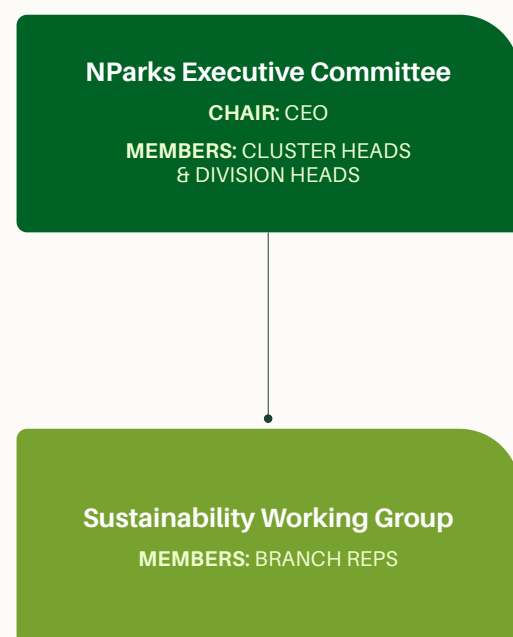 NParks Executive Committee
CHAIR: CEO
MEMBERS: CLUSTER HEADS
& DIVISION HEADS
Sustainability Working Group
MEMBERS: BRANCH REPS